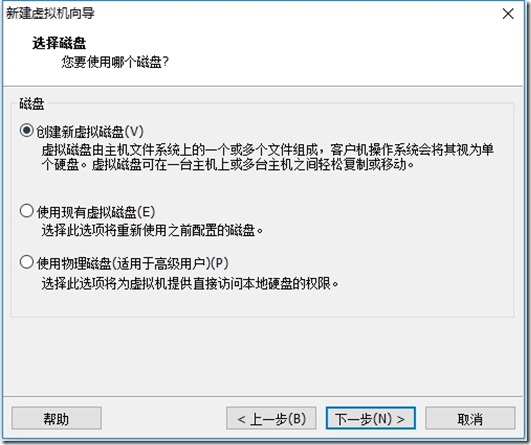 新建虚拟机向导
选择磁盘
您要使用哪个磁盘?
磁盘
创建新虚拟磁盘(V)
虚拟磁盘由主机文件系统上的一个或多个文件组成，客户机操作系统会将其视为单
个硬盘。虚拟磁盘可在一台主机上或多台主机之间轻松复制或移动。
使用现有虚拟磁盘(E)
选择此选项将重新使用之前配置的磁盘。
使用物理磁盘(适用于高级用户)(P)
选择此选项将为虚拟机提供直接访问本地硬盘的权限。
帮助
< 上一步(B)
下一步(N) >
取消